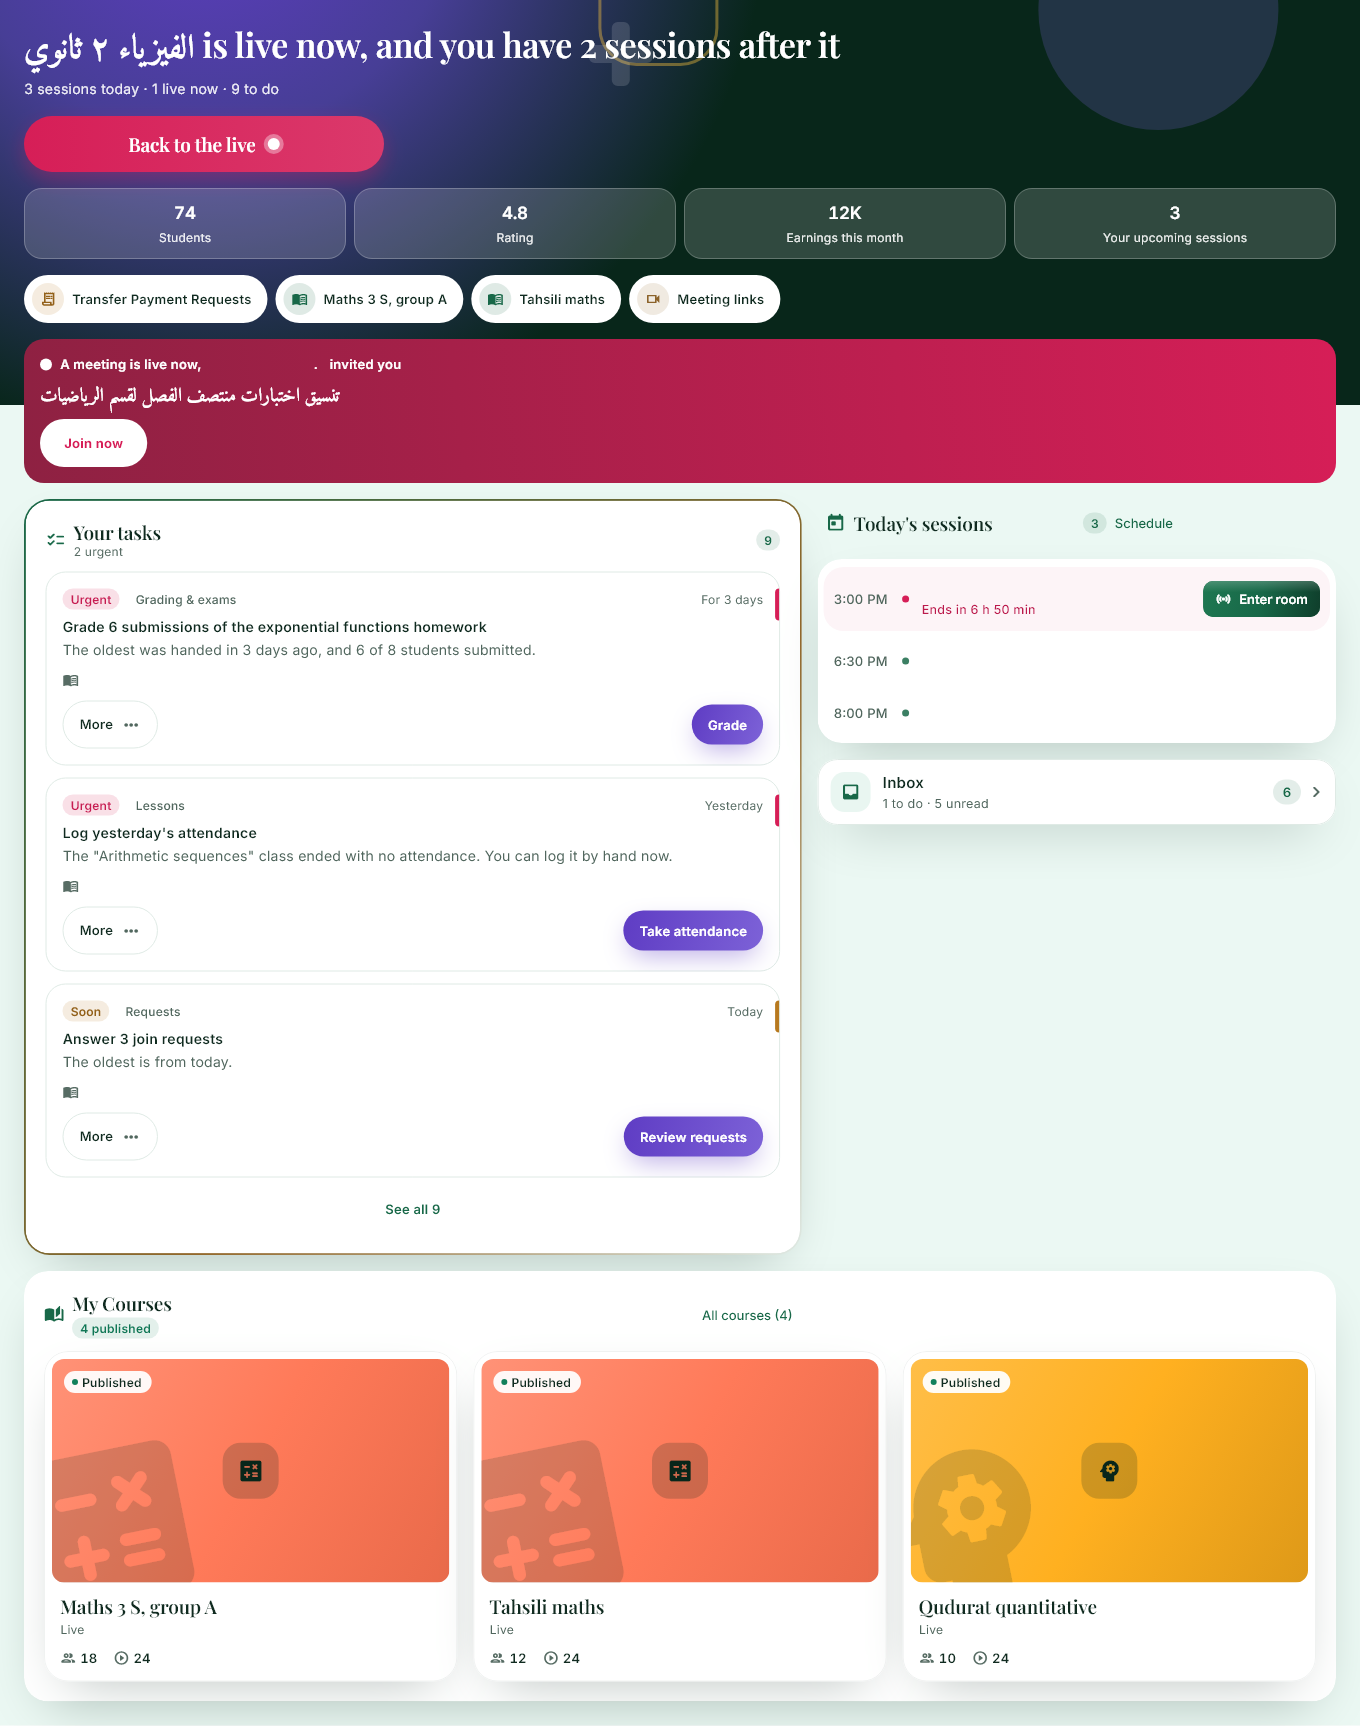 الفيزياء ٢ ثانوي is live now, and you have 2 sessions after it
3 sessions today · 1 live now · 9 to do
Back to the live
74
Students
4.8
Rating
12K
Earnings this month
3
Your upcoming sessions
Transfer Payment Requests
Maths 3 S, group A
Tahsili maths
Meeting links
A meeting is live now, . invited you
تنسيق اختبارات منتصف الفصل لقسم الرياضيات
Join now
Your tasks
2 urgent
9
Urgent Grading & exams For 3 days
Grade 6 submissions of the exponential functions homework
The oldest was handed in 3 days ago, and 6 of 8 students submitted.
More
Grade
Urgent Lessons Yesterday
Log yesterday's attendance
The "Arithmetic sequences" class ended with no attendance. You can log it by hand now.
More
Take attendance
Soon Requests Today
Answer 3 join requests
The oldest is from today.
More
Review requests
See all 9
Today's sessions
3 Schedule
3:00 PM
Ends in 6 h 50 min
Enter room
6:30 PM
8:00 PM
Inbox
1 to do · 5 unread
6
My Courses
4 published
All courses (4)
Published
Maths 3 S, group A
Live
18 24
Published
Tahsili maths
Live
12 24
Published
Qudurat quantitative
Live
10 24